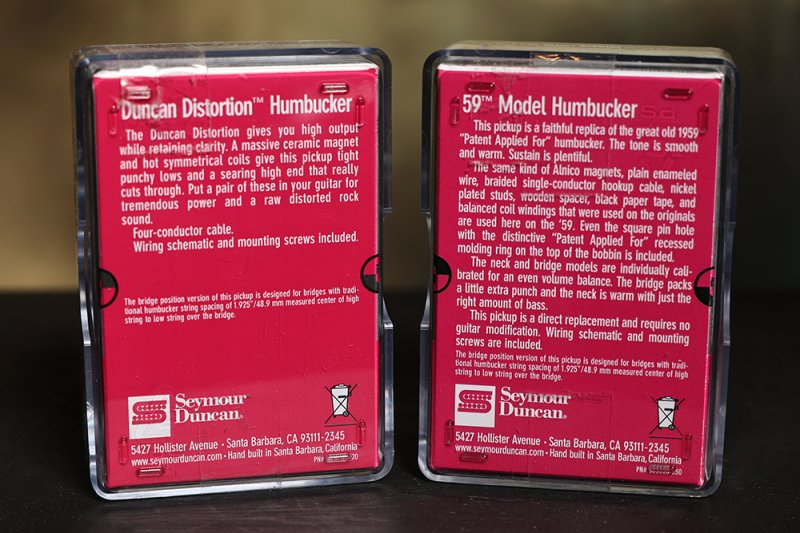 Duncan Distortion™ Humbucker
The Duncan Distortion gives you high output
while retaining clarity. A massive ceramic magnet
and hot symmetrical coils give this pickup tight
punchy lows and a searing high end that really
cuts through. Put a pair of these in your guitar for
tremendous power and a raw distorted rock
sound.
Four-conductor cable.
Wiring schematic and mounting screws included.
The bridge position version of this pickup is designed for bridges with tradi-
tional humbucker string spacing of 1.925"/48.9 mm measured center of high
string to low string over the bridge.
Seymour
Duncan®
5427 Hollister Avenue • Santa Barbara, CA 93111-2345
www.seymourduncan.com • Hand built in Santa Barbara, California
PN# 20
59™ Model Humbucker
This pickup is a faithful replica of the great old 1959
"Patent Applied For" humbucker. The tone is smooth
and warm. Sustain is plentiful.
The same kind of Alnico magnets, plain enameled
wire, braided single-conductor hookup cable, nickel
plated studs, wooden spacer, black paper tape, and
balanced coil windings that were used on the originals
are used here on the '59. Even the square pin hole
with the distinctive "Patent Applied For" recessed
molding ring on the top of the bobbin is included.
The neck and bridge models are individually cali-
brated for an even volume balance. The bridge packs
a little extra punch and the neck is warm with just the
right amount of bass.
This pickup is a direct replacement and requires no
guitar modification. Wiring schematic and mounting
screws are included.
The bridge position version of this pickup is designed for bridges with tradi-
tional humbucker string spacing of 1.925"/48.9 mm measured center of high
string to low string over the bridge.
Seymour
Duncan®
5427 Hollister Avenue • Santa Barbara, CA 93111-2345
www.seymourduncan.com • Hand built in Santa Barbara, California
PN#